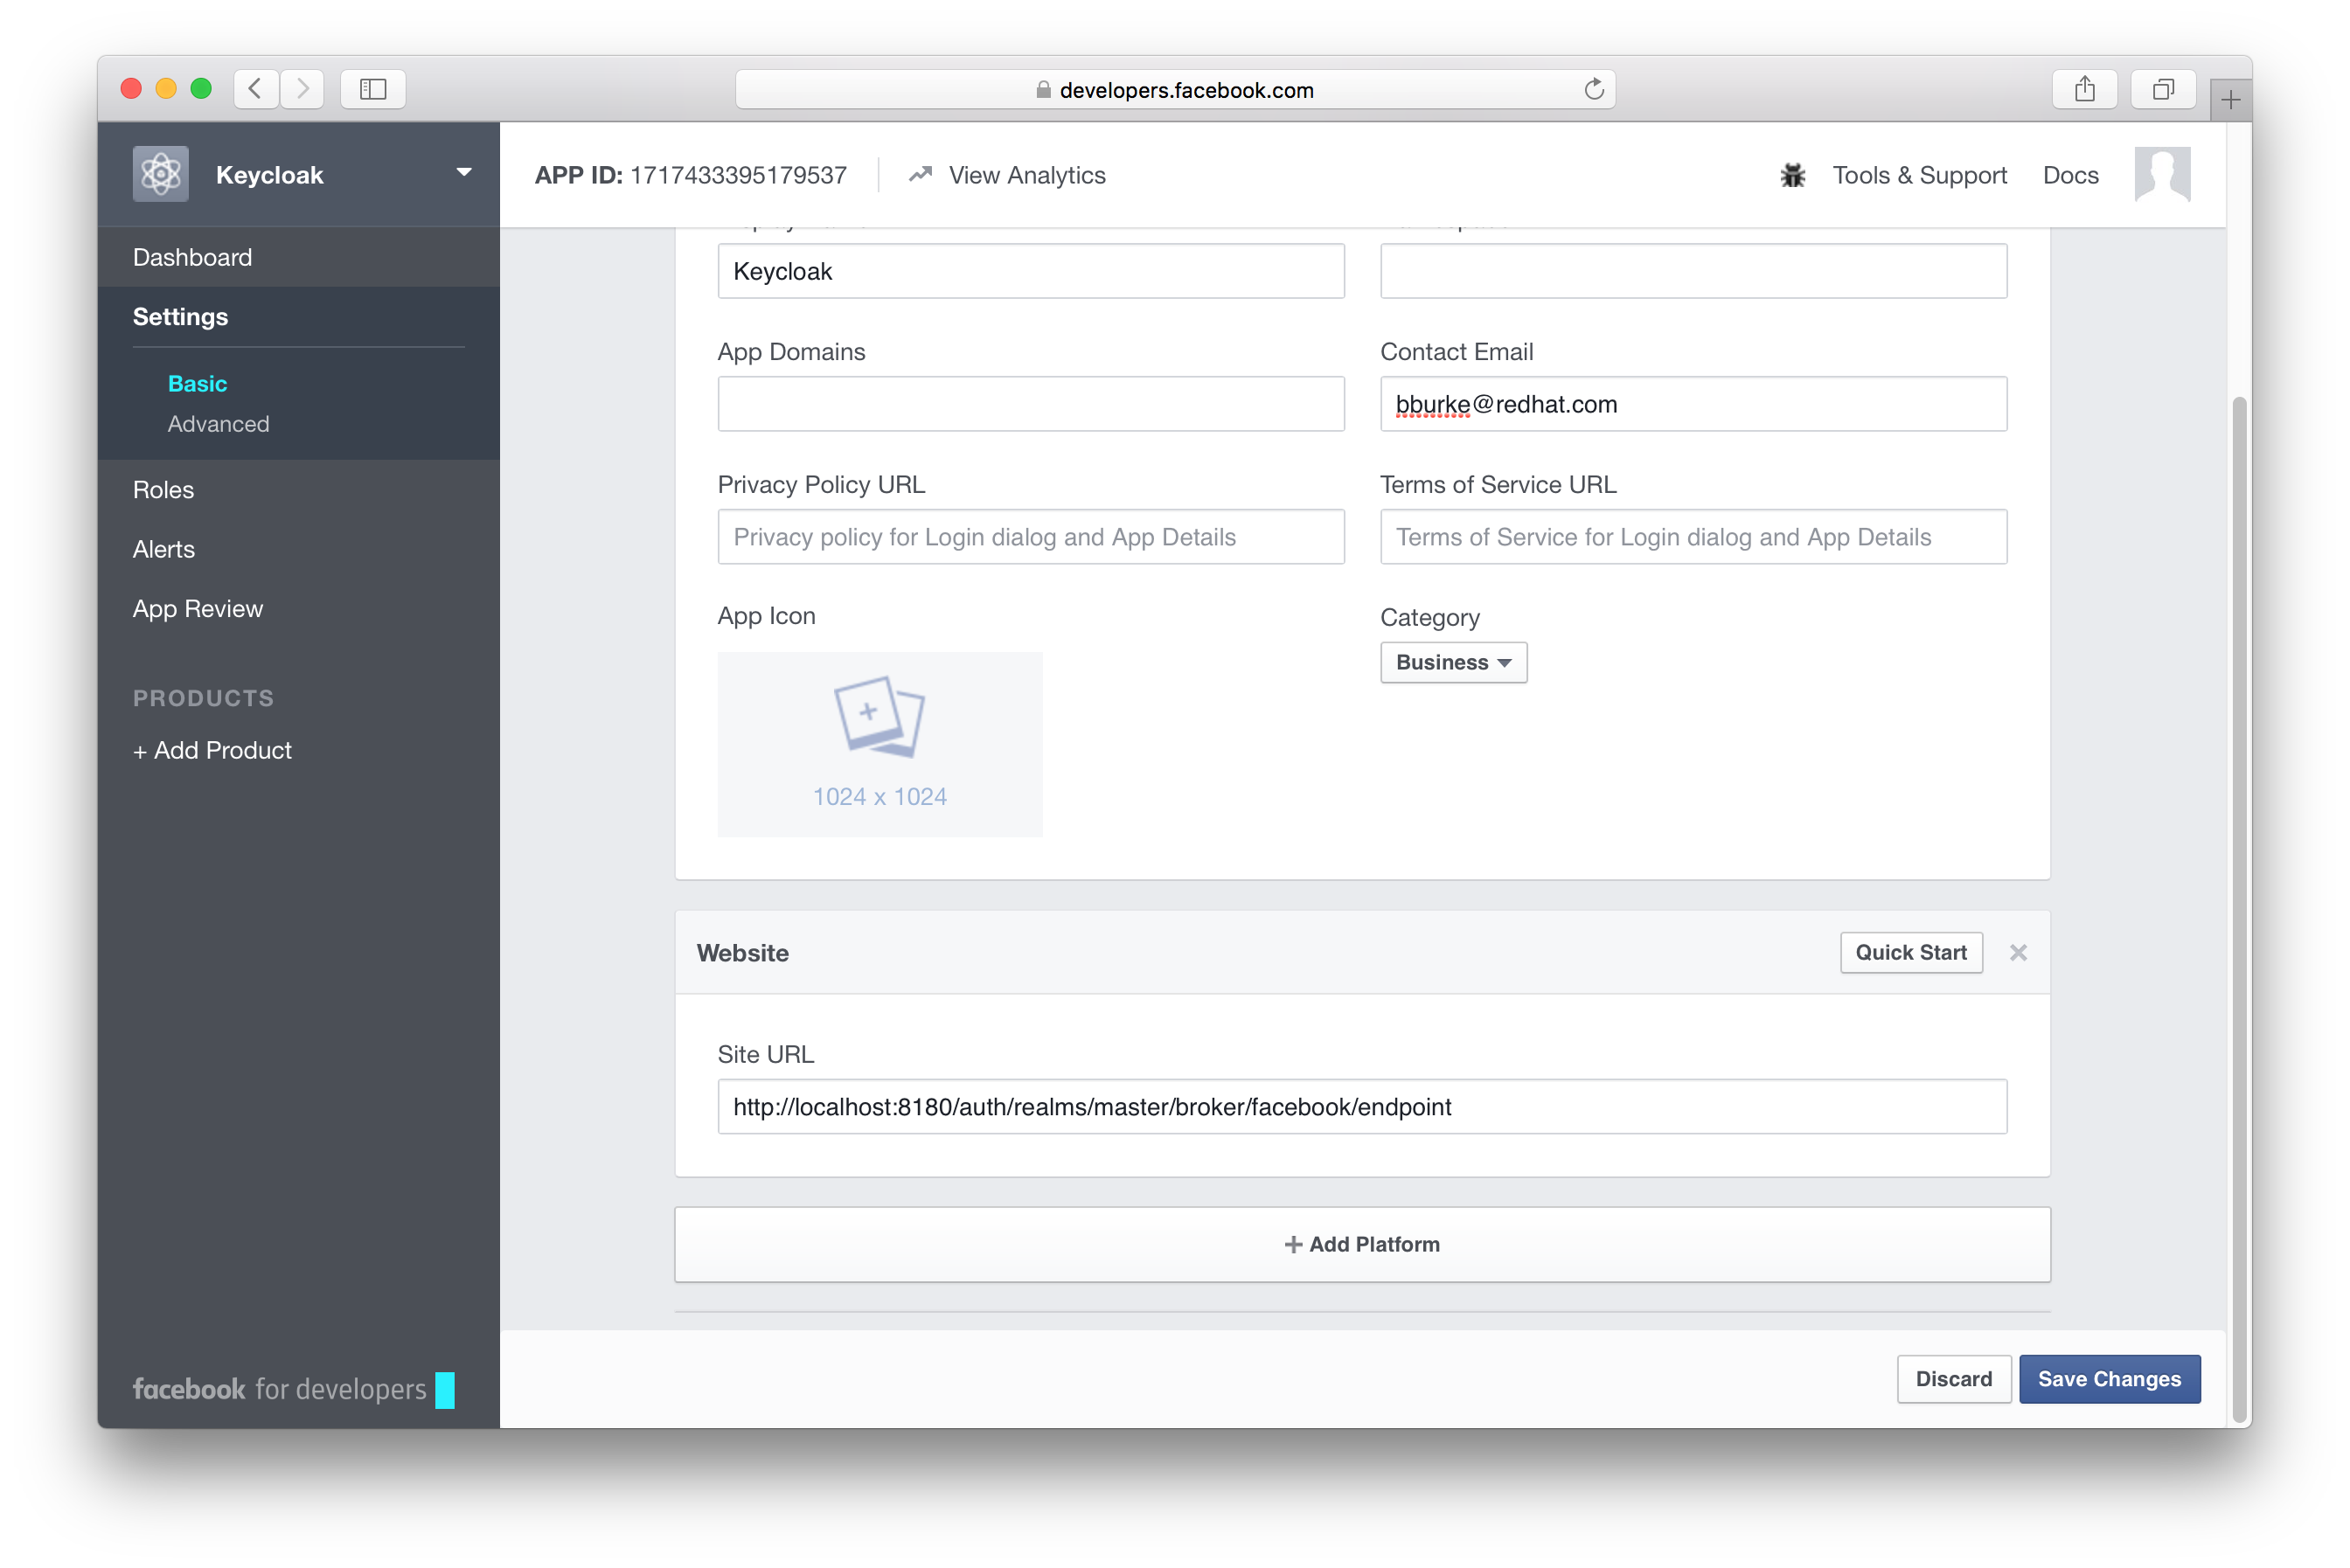 developers.facebook.com
Keycloak
APP ID: 1717433395179537
View Analytics
Tools & Support
Docs
Dashboard
Settings
Basic
Advanced
Roles
Alerts
App Review
PRODUCTS
+ Add Product
facebook for developers
Keycloak
App Domains
Contact Email
bburke@redhat.com
Privacy Policy URL
Terms of Service URL
Privacy policy for Login dialog and App Details
Terms of Service for Login dialog and App Details
App Icon
Category
Business
1024 x 1024
Website
Quick Start
Site URL
http://localhost:8180/auth/realms/master/broker/facebook/endpoint
+ Add Platform
Discard
Save Changes